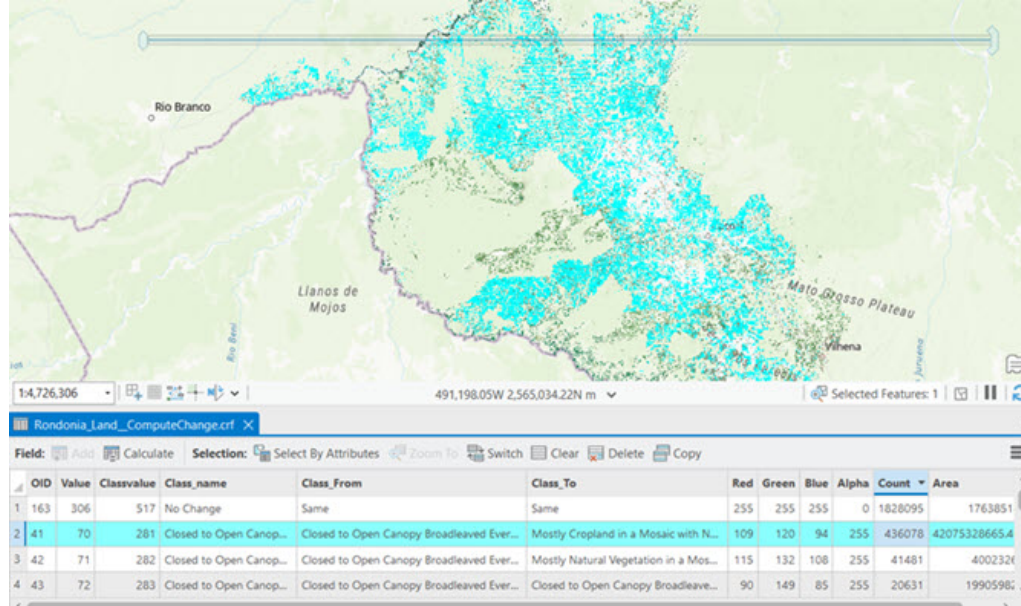 Rio Branco
Llanos de
Mojos
Rio Beni
Mato Grosso Plateau
Vilhena
Juruena
1:4,726,306
491,198.05W 2,565,034.22N m
Selected Features: 1
Rondonia_Land__ComputeChange.crf
Field: Add Calculate Selection: Select By Attributes Zoom To Switch Clear Delete Copy
OID Value Classvalue Class_name Class_From Class_To Red Green Blue Alpha Count Area
1 163 306 517 No Change Same Same 255 255 255 0 1828095 1763851
2 41 70 281 Closed to Open Canop... Closed to Open Canopy Broadleaved Ever... Mostly Cropland in a Mosaic with N... 109 120 94 255 436078 42075328665.4
3 42 71 282 Closed to Open Canop... Closed to Open Canopy Broadleaved Ever... Mostly Natural Vegetation in a Mos... 115 132 108 255 41481 4002326
4 43 72 283 Closed to Open Canop... Closed to Open Canopy Broadleaved Ever... Closed to Open Canopy Broadleave... 90 149 85 255 20631 19905982